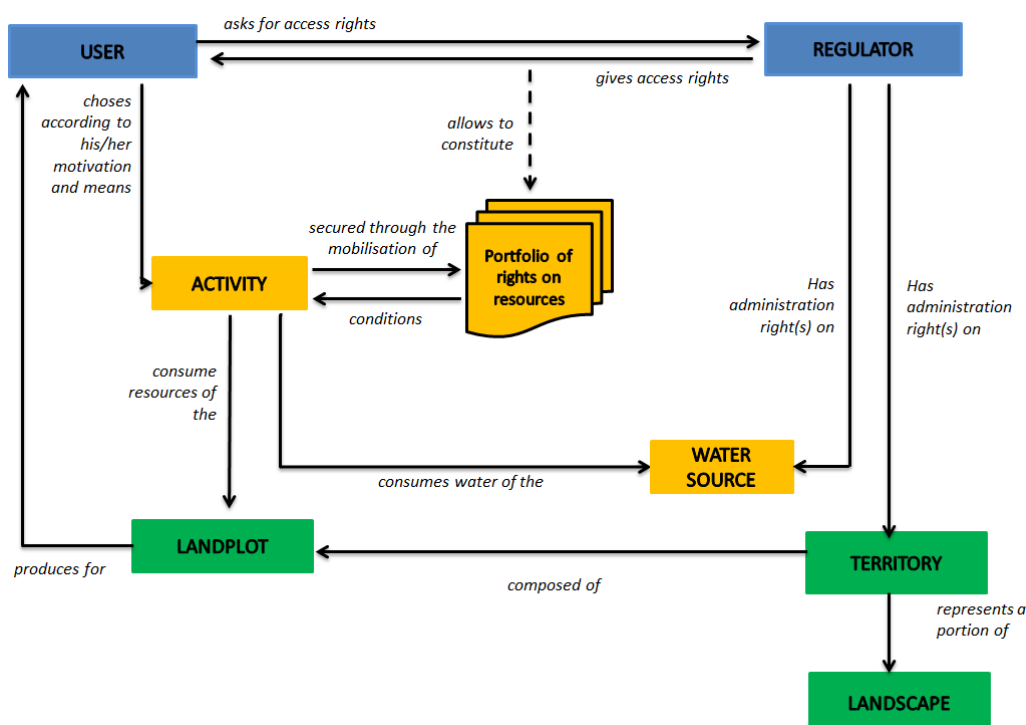 asks for access rights
USER
REGULATOR
gives access rights
choses
according to
his/her
motivation
and means
allows to
constitute
secured through the
mobilisation of
Portfolio of
rights on
resources
ACTIVITY
conditions
Has
administration
right(s) on
Has
administration
right(s) on
consume
resources of
the
WATER
SOURCE
consumes water of the
LANDPLOT
TERRITORY
produces for
composed of
represents a
portion of
LANDSCAPE